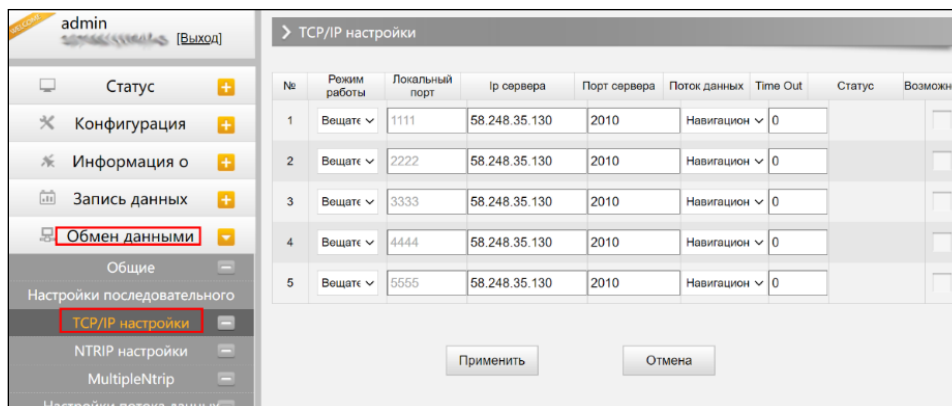 WELCOME
admin
[Выход]
Статус
Конфигурация
Информация о
Запись данных
Обмен данными
Общие
Настройки последовательного
TCP/IP настройки
NTRIP настройки
MultipleNtrip
Настройки потока данных
TCP/IP настройки
№ Режим работы Локальный порт Ip сервера Порт сервера Поток данных Time Out Статус Возможн
1 Вещате 1111 58.248.35.130 2010 Навигацион 0
2 Вещате 2222 58.248.35.130 2010 Навигацион 0
3 Вещате 3333 58.248.35.130 2010 Навигацион 0
4 Вещате 4444 58.248.35.130 2010 Навигацион 0
5 Вещате 5555 58.248.35.130 2010 Навигацион 0
Применить Отмена